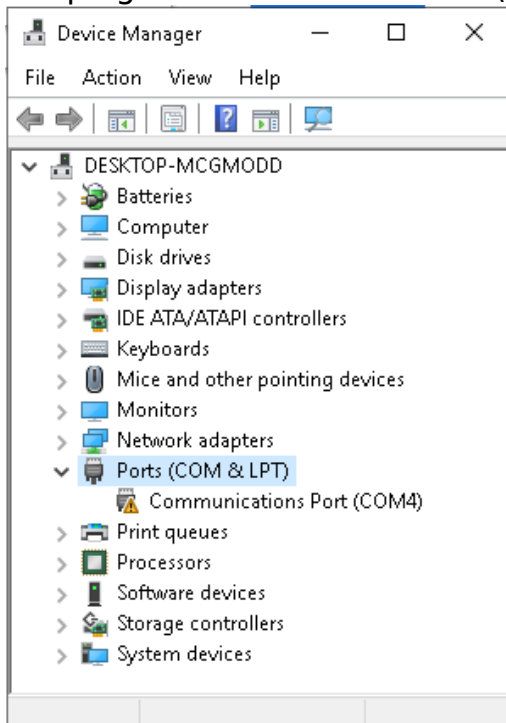 Device Manager
File Action View Help
DESKTOP-MCGMODD
Batteries
Computer
Disk drives
Display adapters
IDE ATA/ATAPI controllers
Keyboards
Mice and other pointing devices
Monitors
Network adapters
Ports (COM & LPT)
Communications Port (COM4)
Print queues
Processors
Software devices
Storage controllers
System devices